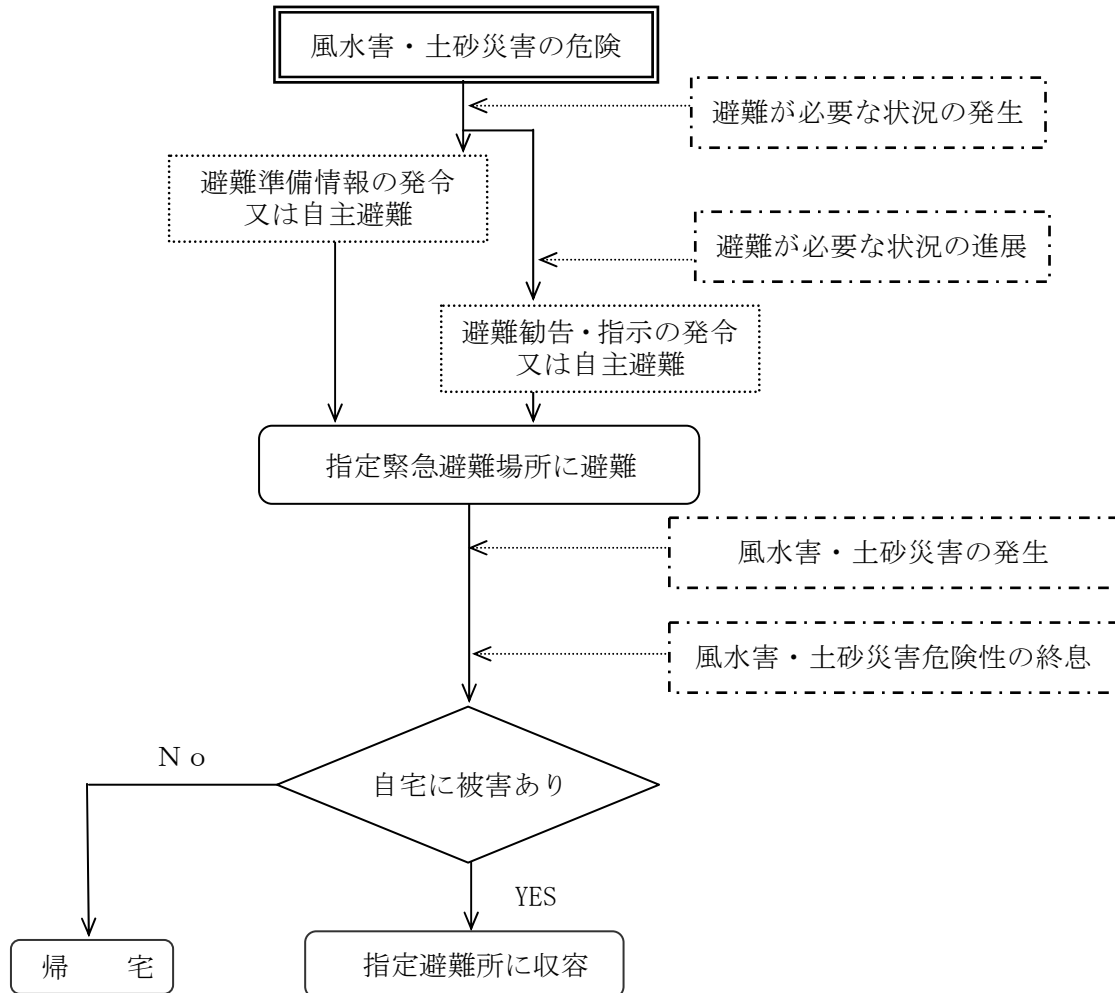 風水害・土砂災害の危険
避難が必要な状況の発生
避難準備情報の発令
又は自主避難
避難が必要な状況の進展
避難勧告・指示の発令
又は自主避難
指定緊急避難場所に避難
風水害・土砂災害の発生
風水害・土砂災害危険性の終息
Ｎｏ
自宅に被害あり
YES
帰　　宅
指定避難所に収容